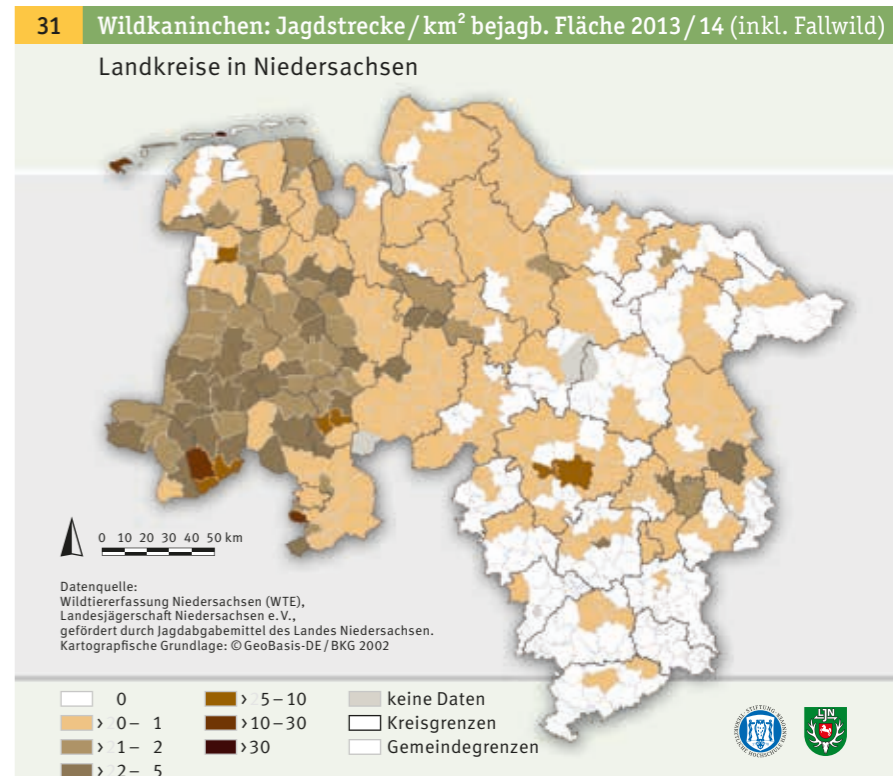 31 Wildkaninchen: Jagdstrecke / km² bejagb. Fläche 2013 / 14 (inkl. Fallwild)
Landkreise in Niedersachsen
0 10 20 30 40 50 km
Datenquelle:
Wildtiererfassung Niedersachsen (WTE),
Landesjägerschaft Niedersachsen e. V.,
gefördert durch Jagdabgabemittel des Landes Niedersachsen.
Kartografische Grundlage: © GeoBasis-DE / BKG 2002
0
> 0 – 1
> 1 – 2
> 2 – 5
> 5 – 10
> 10 – 30
> 30
keine Daten
Kreisgrenzen
Gemeindegrenzen
LJN